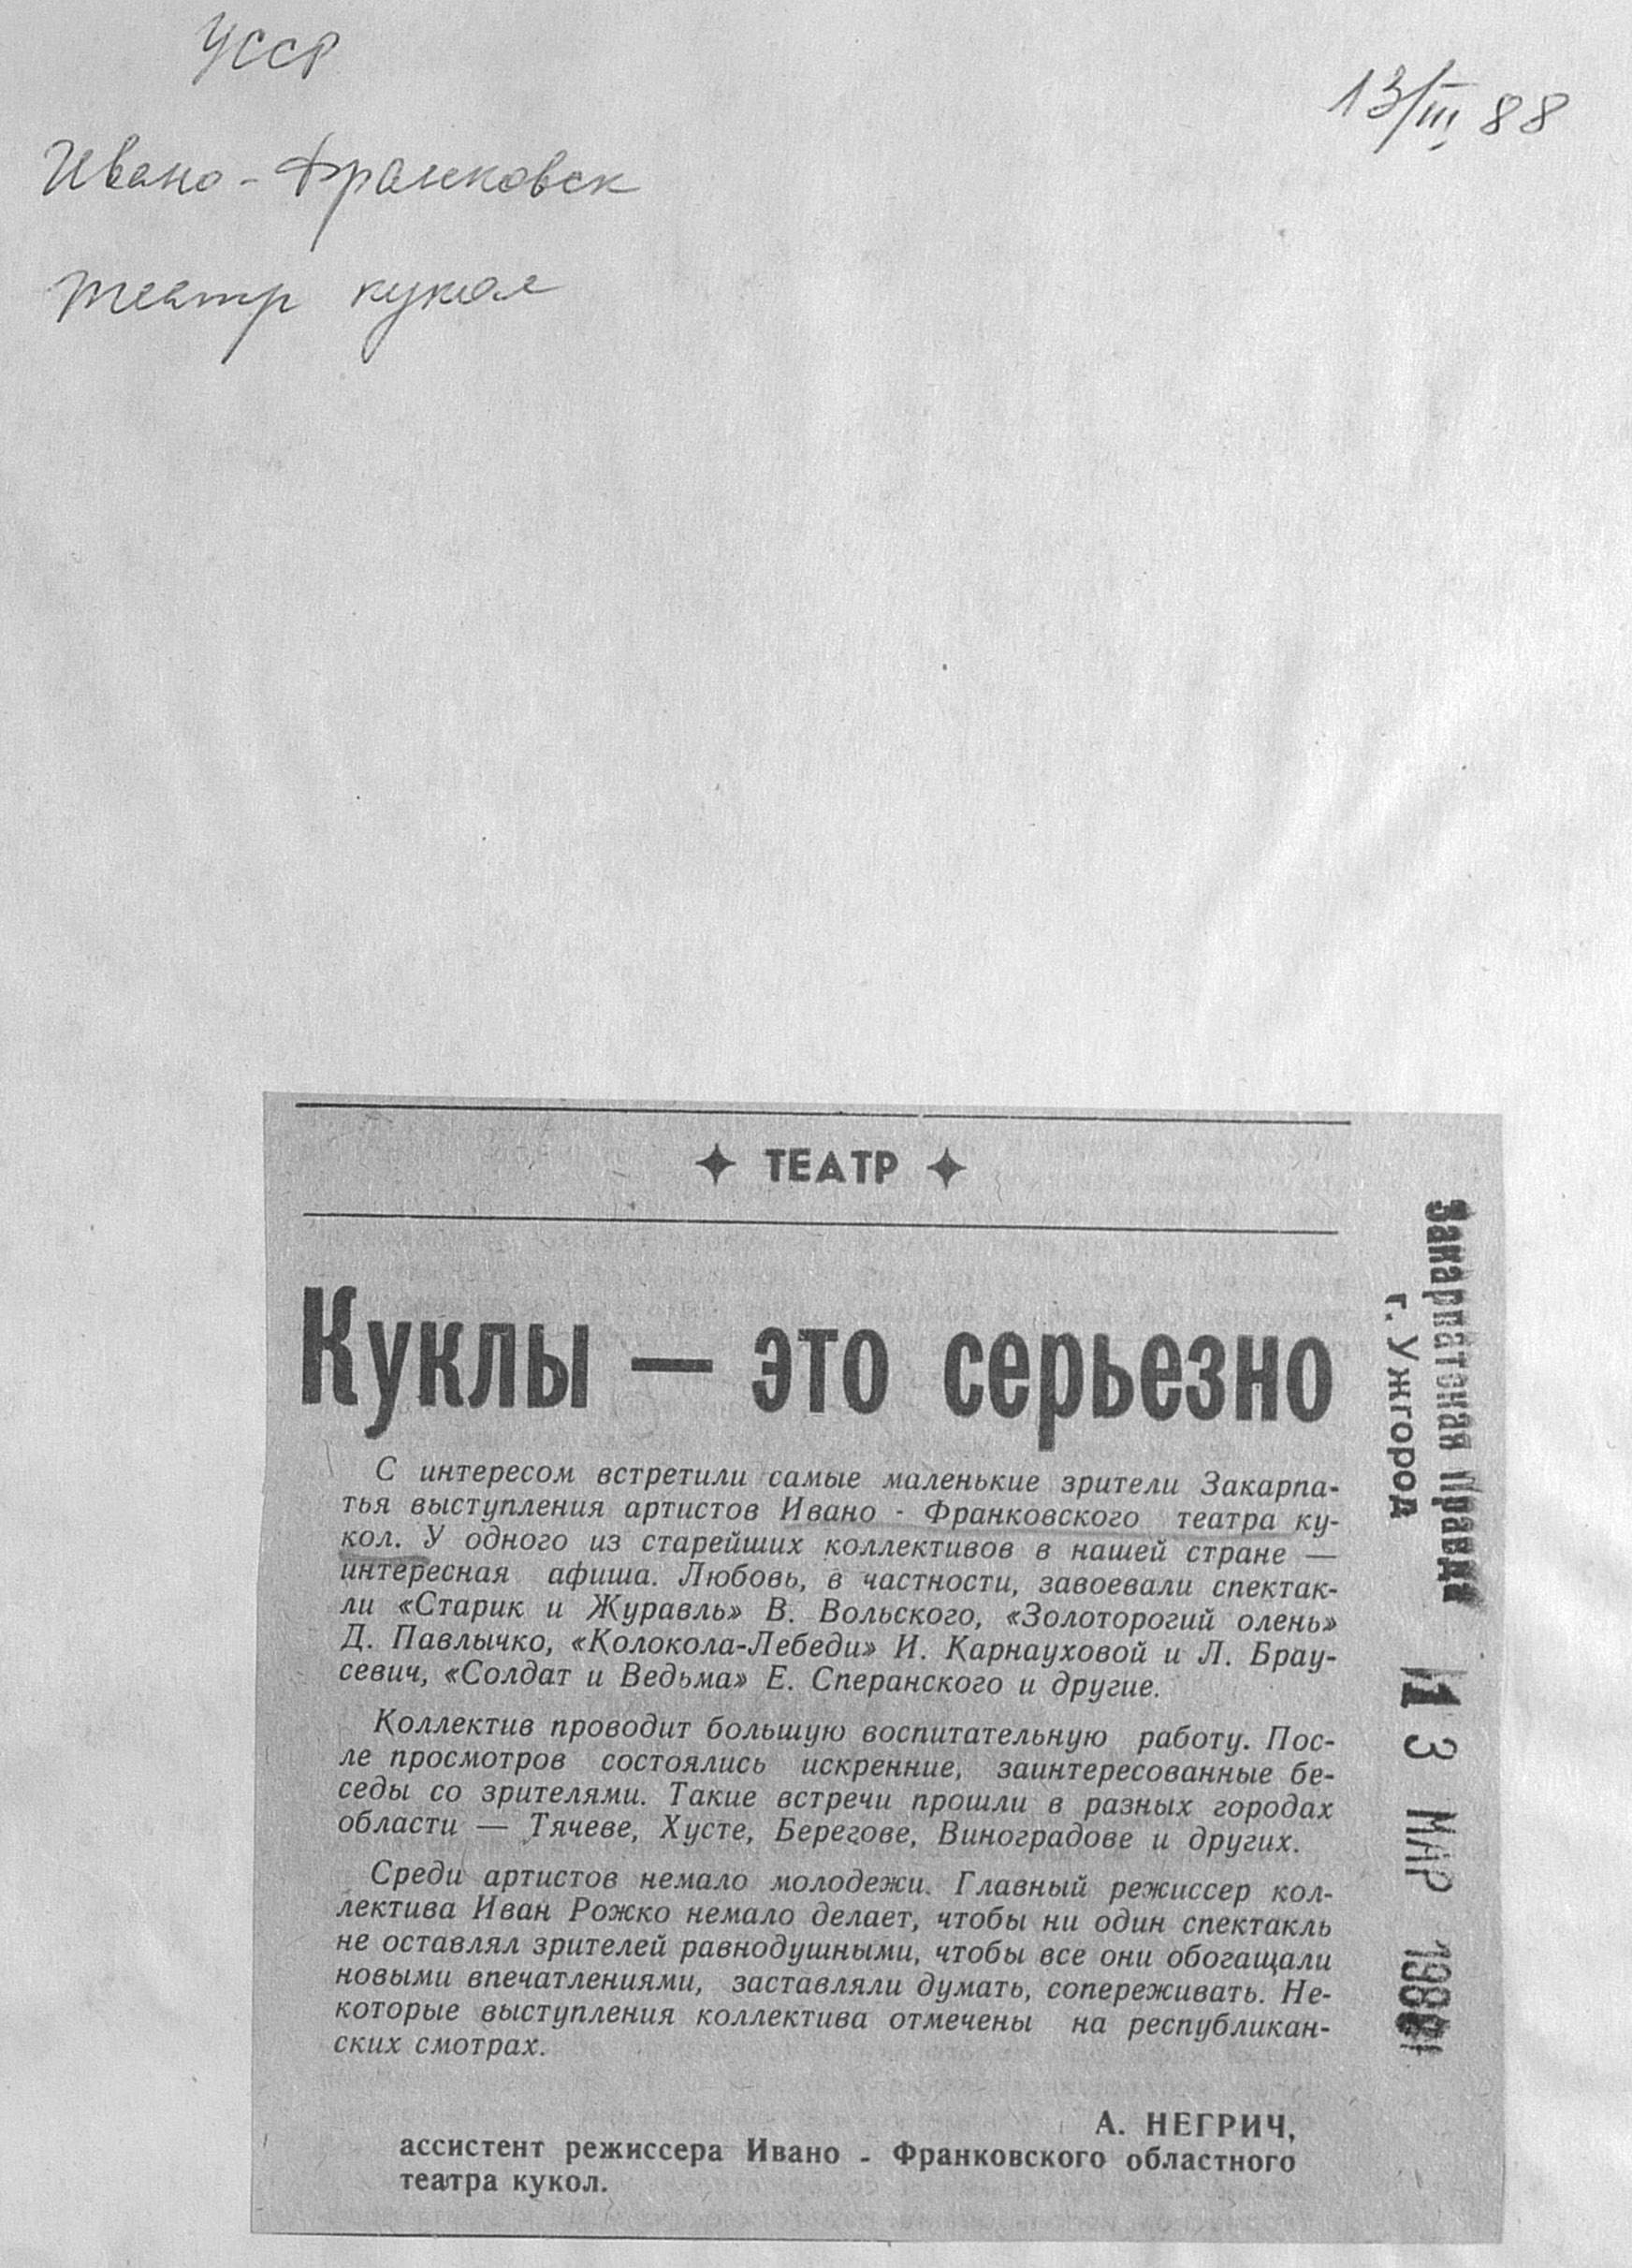 УССР
13/III 88
Ивано-Франковск
театр кукол
ТЕАТР
Куклы — это серьезно
С интересом встретили самые маленькие зрители Закарпа-
тья выступления артистов Ивано - Франковского театра ку-
кол. У одного из старейших коллективов в нашей стране —
интересная афиша. Любовь, в частности, завоевали спектак-
ли «Старик и Журавль» В. Вольского, «Золоторогий олень»
Д. Павлычко, «Колокола-Лебеди» И. Карнауховой и Л. Брау-
севич, «Солдат и Ведьма» Е. Сперанского и другие.
Коллектив проводит большую воспитательную работу. Пос-
ле просмотров состоялись искренние, заинтересованные бе-
седы со зрителями. Такие встречи прошли в разных городах
области — Тячеве, Хусте, Берегове, Виноградове и других.
Среди артистов немало молодежи. Главный режиссер кол-
лектива Иван Рожко немало делает, чтобы ни один спектакль
не оставлял зрителей равнодушными, чтобы все они обогащали
новыми впечатлениями, заставляли думать, сопереживать. Не-
которые выступления коллектива отмечены на республикан-
ских смотрах.
А. НЕГРИЧ,
ассистент режиссера Ивано - Франковского областного
театра кукол.
Закарпатская Правда
г. Ужгород
13 МАР 1988